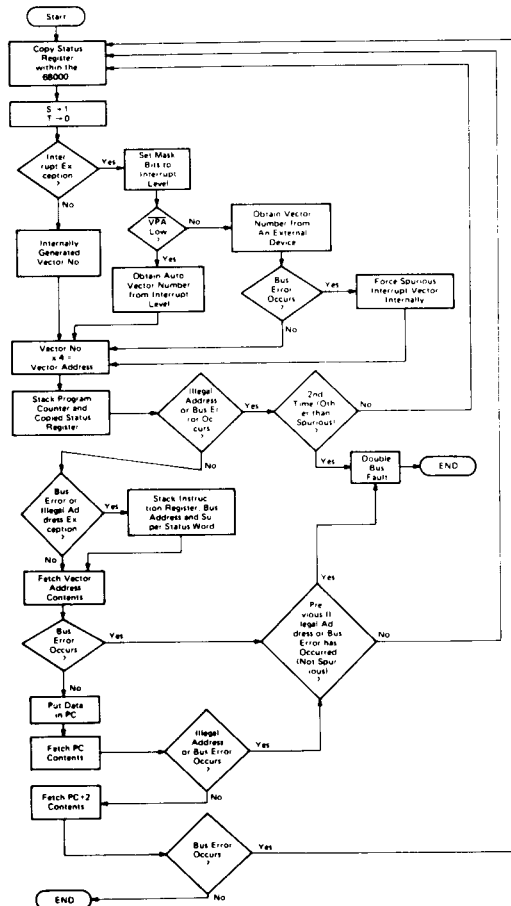 Start
Copy Status
Register
within the
68000
S → 1
T → 0
Inter
rupt Ex
ception
?
Yes
Set Mask
Bits to
Interrupt
Level
No
VPA
Low
?
No
Obtain Vector
Number from
An External
Device
Internally
Generated
Vector No
Yes
Obtain Auto
Vector Number
from Interrupt
Level
Bus
Error
Occurs
?
Yes
Force Spurious
Interrupt Vector
Internally
No
Vector No
x 4 =
Vector Address
Stack Program
Counter and
Copied Status
Register
Illegal
Address
or Bus Er
ror Oc
curs
?
Yes
2nd
Time (Oth
er than
Spurious)
?
No
No
Yes
Double
Bus
Fault
END
Bus
Error or
Illegal Ad
dress Ex
ception
?
Yes
Stack Instruc
tion Register, Bus
Address and Su
per Status Word
No
Fetch Vector
Address
Contents
Yes
Bus
Error
Occurs
?
Yes
Pre
vious Il
legal Ad
dress or Bus
Error has
Occurred
(Not Spur
ious)
?
No
No
Put Data
in PC
Fetch PC
Contents
Illegal
Address
or Bus Error
Occurs
?
Yes
No
Fetch PC+2
Contents
Bus Error
Occurs
?
Yes
No
END